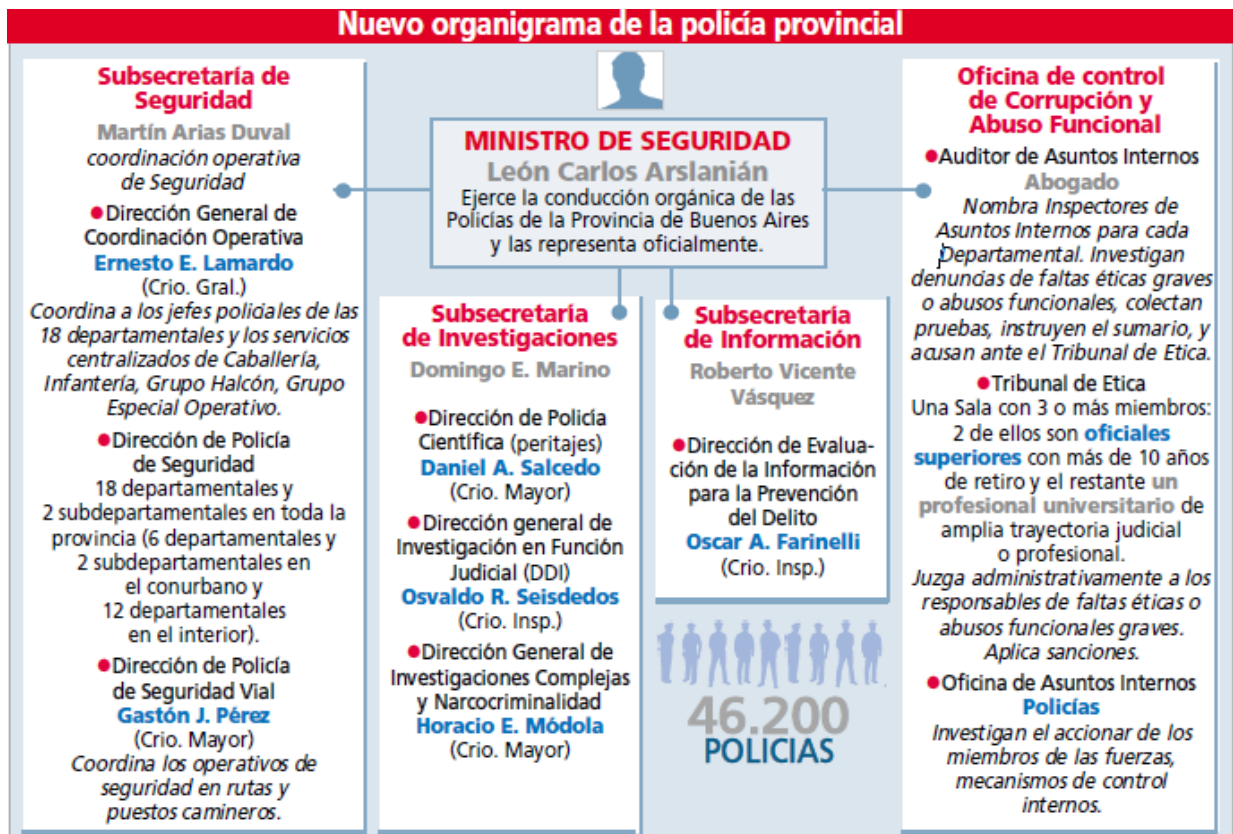 Nuevo organigrama de la policía provincial
Subsecretaría de
Seguridad
Martín Arias Duval
coordinación operativa
de Seguridad
●Dirección General de
Coordinación Operativa
Ernesto E. Lamardo
(Crio. Gral.)
Coordina a los jefes policiales de las
18 departamentales y los servicios
centralizados de Caballería,
Infantería, Grupo Halcón, Grupo
Especial Operativo.
●Dirección de Policía
de Seguridad
18 departamentales y
2 subdepartamentales en toda la
provincia (6 departamentales y
2 subdepartamentales en
el conurbano y
12 departamentales
en el interior).
●Dirección de Policía
de Seguridad Vial
Gastón J. Pérez
(Crio. Mayor)
Coordina los operativos de
seguridad en rutas y
puestos camineros.
MINISTRO DE SEGURIDAD
León Carlos Arslanián
Ejerce la conducción orgánica de las
Policías de la Provincia de Buenos Aires
y las representa oficialmente.
Subsecretaría
de Investigaciones
Domingo E. Marino
●Dirección de Policía
Científica (peritajes)
Daniel A. Salcedo
(Crio. Mayor)
●Dirección general de
Investigación en Función
Judicial (DDI)
Osvaldo R. Seisdedos
(Crio. Insp.)
●Dirección General de
Investigaciones Complejas
y Narcocriminalidad
Horacio E. Módola
(Crio. Mayor)
Subsecretaría
de Información
Roberto Vicente
Vásquez
●Dirección de Evalua-
ción de la Información
para la Prevención
del Delito
Oscar A. Farinelli
(Crio. Insp.)
46.200
POLICIAS
Oficina de control
de Corrupción y
Abuso Funcional
●Auditor de Asuntos Internos
Abogado
Nombra Inspectores de
Asuntos Internos para cada
Departamental. Investigan
denuncias de faltas éticas graves
o abusos funcionales, colectan
pruebas, instruyen el sumario, y
acusan ante el Tribunal de Etica.
●Tribunal de Etica
Una Sala con 3 o más miembros:
2 de ellos son oficiales
superiores con más de 10 años
de retiro y el restante un
profesional universitario de
amplia trayectoria judicial
o profesional.
Juzga administrativamente a los
responsables de faltas éticas o
abusos funcionales graves.
Aplica sanciones.
●Oficina de Asuntos Internos
Policías
Investigan el accionar de los
miembros de las fuerzas,
mecanismos de control
internos.